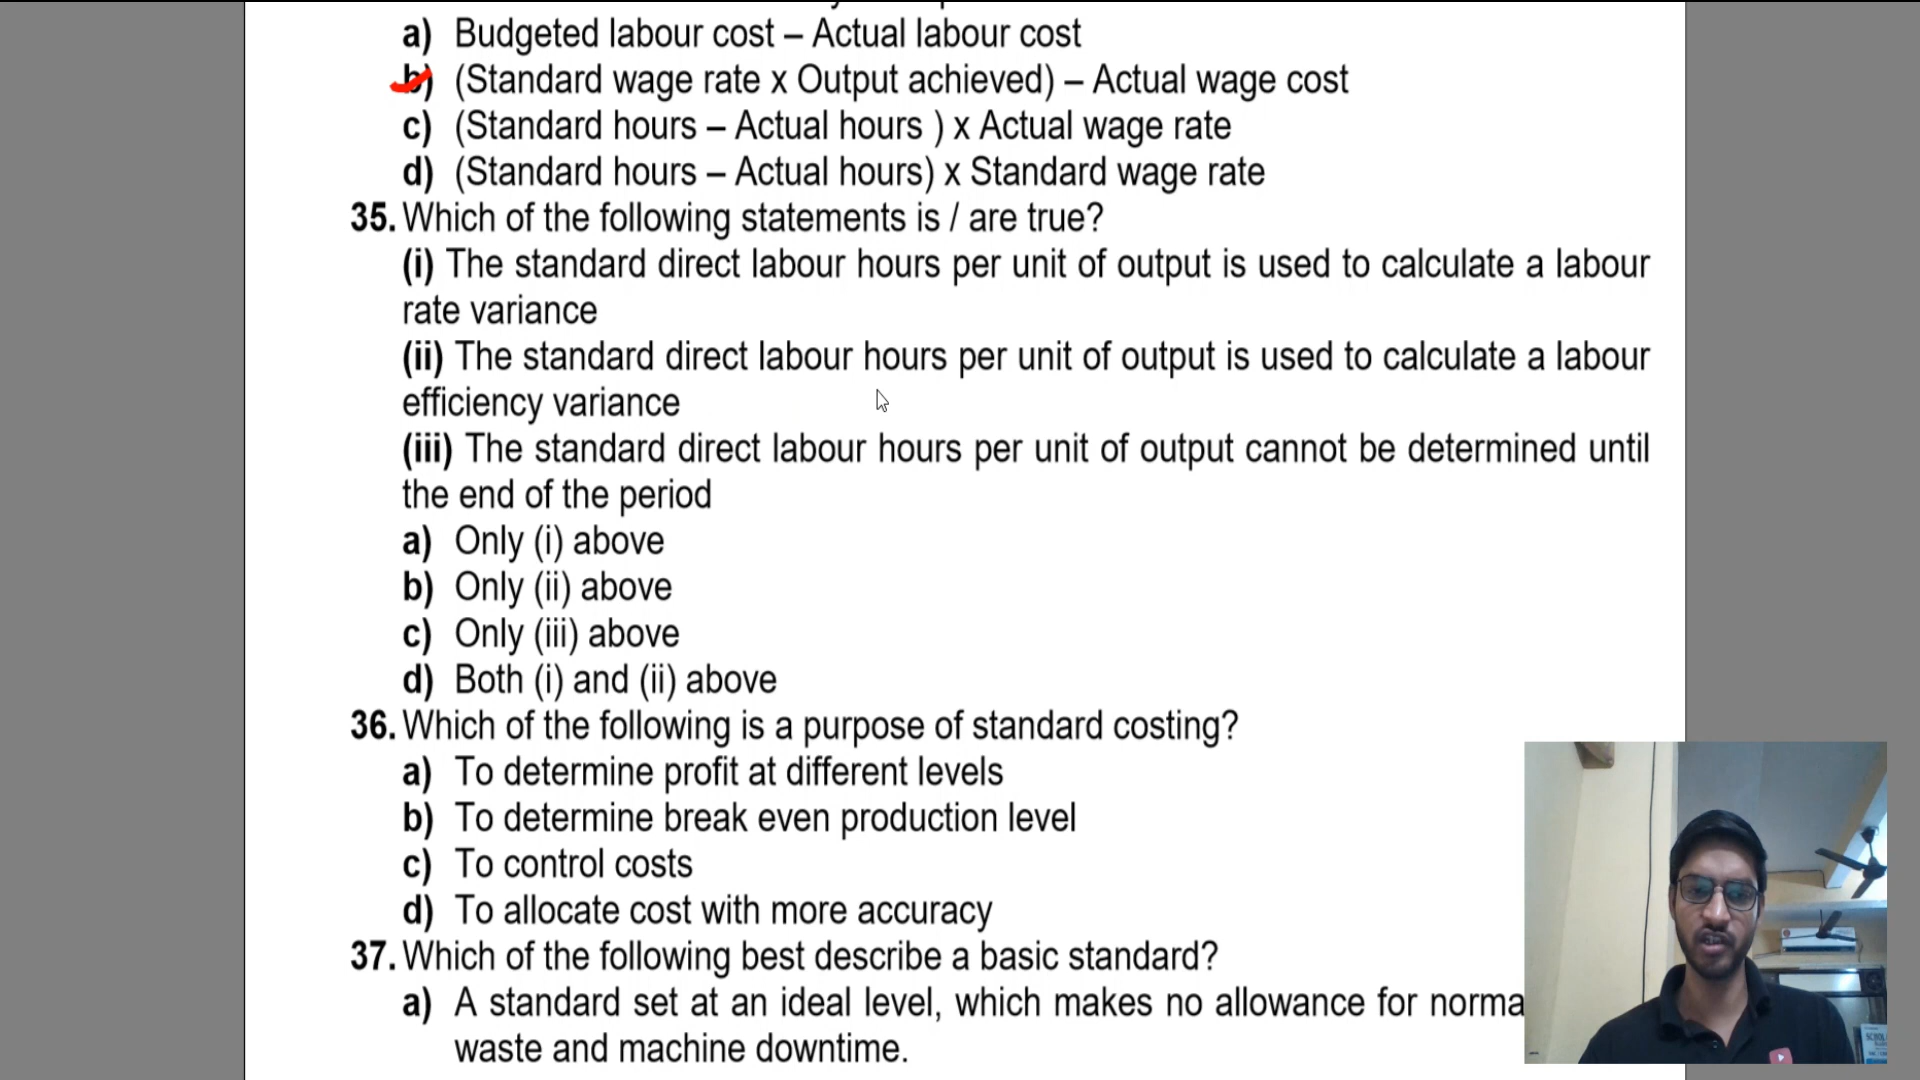 a) Budgeted labour cost – Actual labour cost
b) (Standard wage rate x Output achieved) – Actual wage cost
c) (Standard hours – Actual hours ) x Actual wage rate
d) (Standard hours – Actual hours) x Standard wage rate
35. Which of the following statements is / are true?
(i) The standard direct labour hours per unit of output is used to calculate a labour
rate variance
(ii) The standard direct labour hours per unit of output is used to calculate a labour
efficiency variance
(iii) The standard direct labour hours per unit of output cannot be determined until
the end of the period
a) Only (i) above
b) Only (ii) above
c) Only (iii) above
d) Both (i) and (ii) above
36. Which of the following is a purpose of standard costing?
a) To determine profit at different levels
b) To determine break even production level
c) To control costs
d) To allocate cost with more accuracy
37. Which of the following best describe a basic standard?
a) A standard set at an ideal level, which makes no allowance for norma
waste and machine downtime.